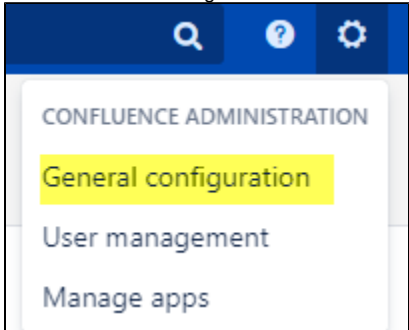 CONFLUENCE ADMINISTRATION
General configuration
User management
Manage apps